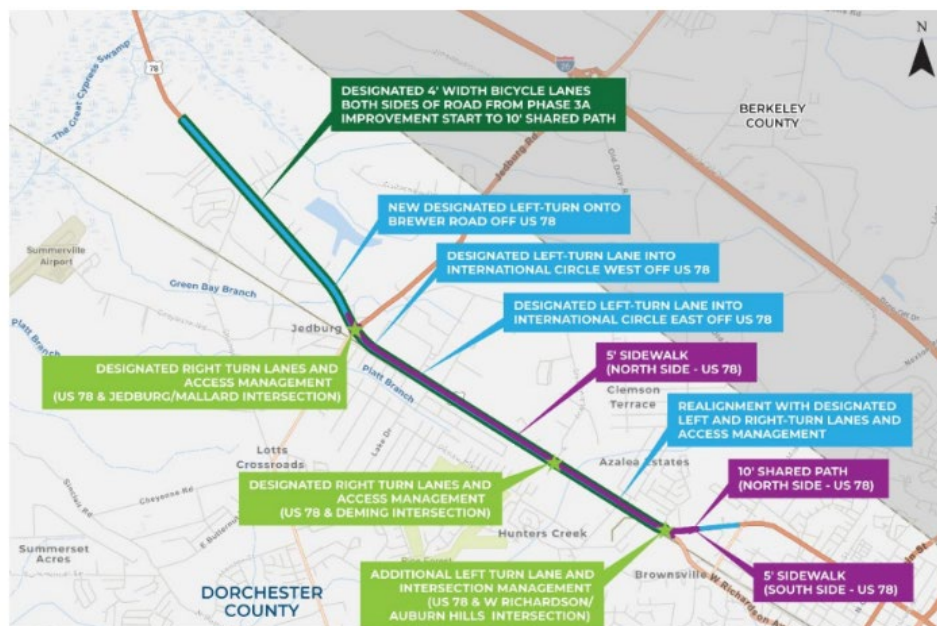 N
The Great Cypress Swamp
78
26
DESIGNATED 4' WIDTH BICYCLE LANES
BOTH SIDES OF ROAD FROM PHASE 3A
IMPROVEMENT START TO 10' SHARED PATH
BERKELEY
COUNTY
Jedburg Rd
Old Dairy R
NEW DESIGNATED LEFT-TURN ONTO
BREWER ROAD OFF US 78
Summerville
Airport
DESIGNATED LEFT-TURN LANE INTO
INTERNATIONAL CIRCLE WEST OFF US 78
Green Bay Branch
DESIGNATED LEFT-TURN LANE INTO
INTERNATIONAL CIRCLE EAST OFF US 78
Platt Branch
Jedburg
DESIGNATED RIGHT TURN LANES AND
ACCESS MANAGEMENT
(US 78 & JEDBURG/MALLARD INTERSECTION)
Platt Branch
5' SIDEWALK
(NORTH SIDE - US 78)
Clemson
Terrace
REALIGNMENT WITH DESIGNATED
LEFT AND RIGHT-TURN LANES AND
ACCESS MANAGEMENT
Lake Dr
Lotts
Crossroads
Azalea Estates
10' SHARED PATH
(NORTH SIDE - US 78)
DESIGNATED RIGHT TURN LANES AND
ACCESS MANAGEMENT
(US 78 & DEMING INTERSECTION)
Cheyenne Rd
Sinclair Rd
E Butternut
Hunters Creek
Summerset
Acres
DORCHESTER
COUNTY
ADDITIONAL LEFT TURN LANE AND
INTERSECTION MANAGEMENT
(US 78 & W RICHARDSON/
AUBURN HILLS INTERSECTION)
Brownsville
W Richardson Av
5' SIDEWALK
(SOUTH SIDE - US 78)